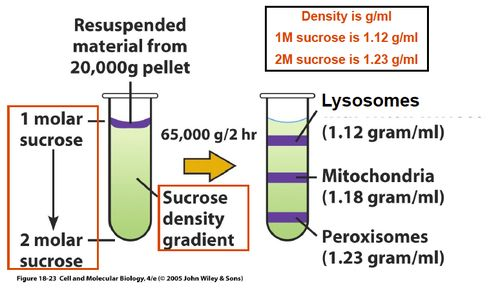 Resuspended
material from
20,000g pellet
Density is g/ml
1M sucrose is 1.12 g/ml
2M sucrose is 1.23 g/ml
1 molar
sucrose
2 molar
sucrose
65,000 g/2 hr
Sucrose
density
gradient
Lysosomes
(1.12 gram/ml)
Mitochondria
(1.18 gram/ml)
Peroxisomes
(1.23 gram/ml)
Figure 18-23 Cell and Molecular Biology, 4/e (© 2005 John Wiley & Sons)